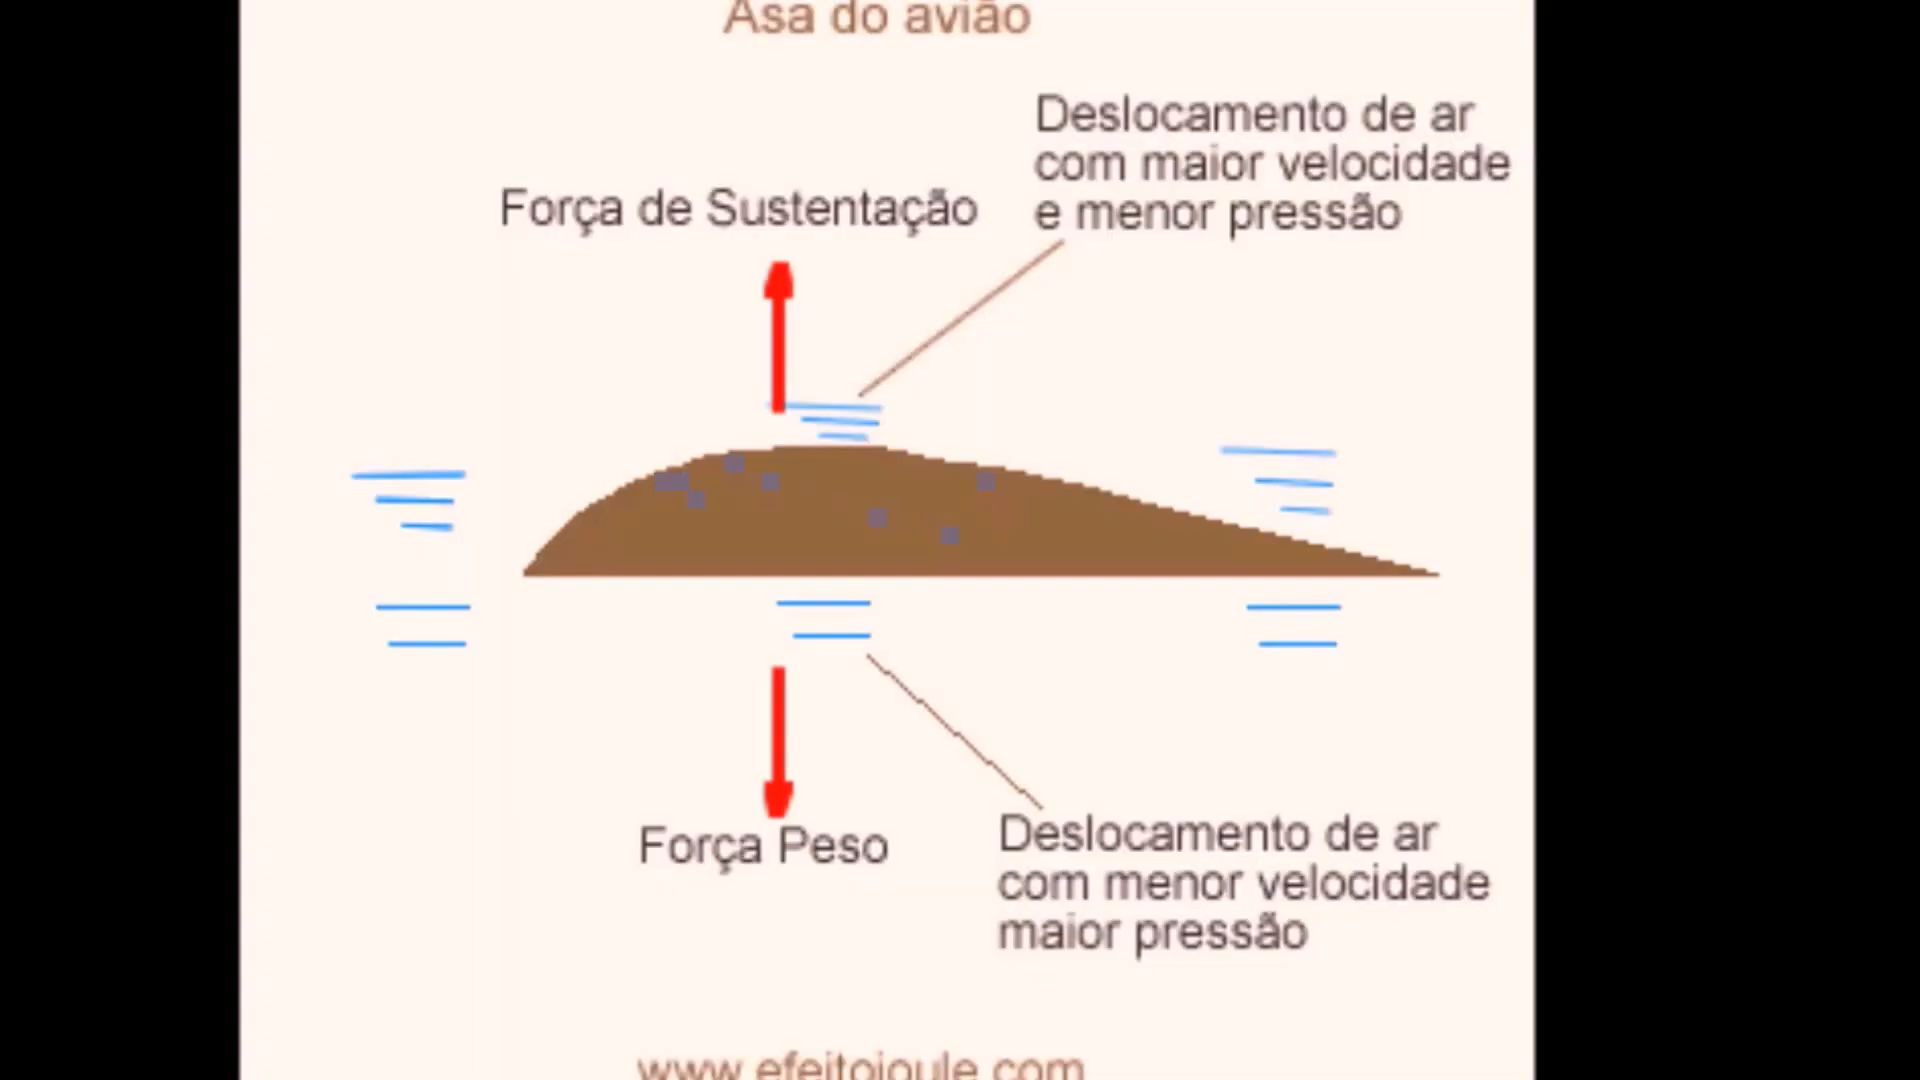 Asa do avião
Deslocamento de ar
com maior velocidade
e menor pressão
Força de Sustentação
Força Peso
Deslocamento de ar
com menor velocidade
maior pressão
www.efeitojoule.com